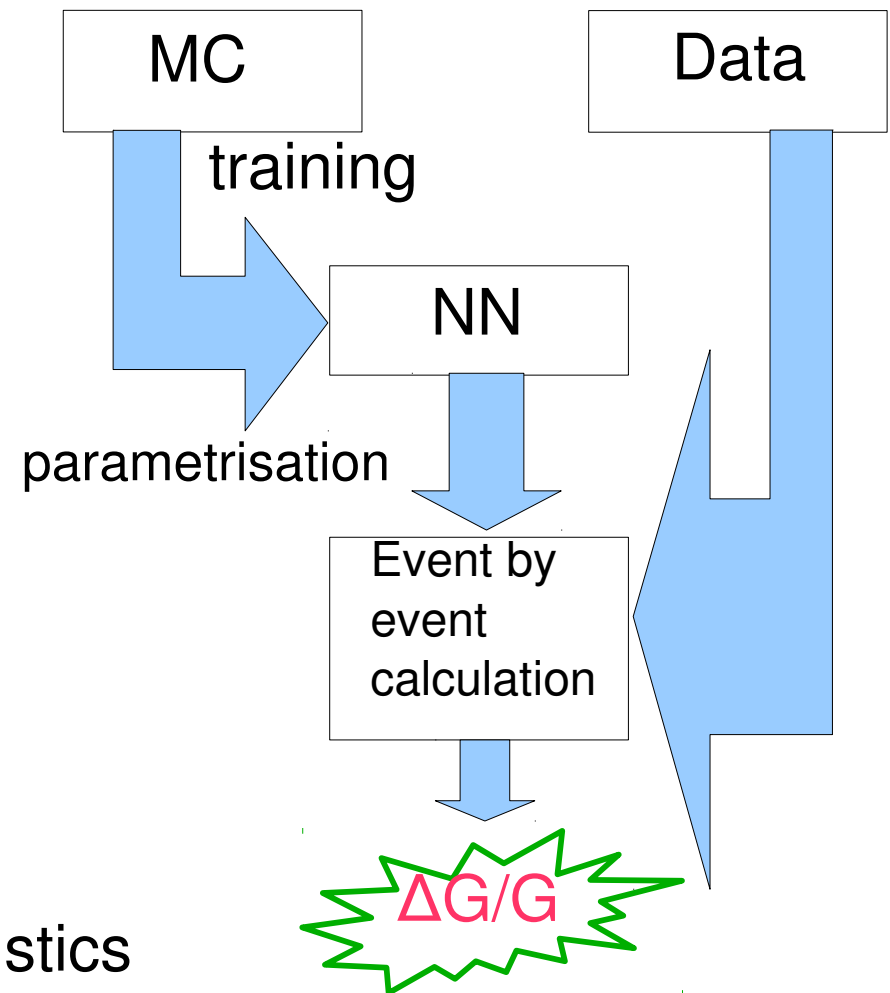 MC
Data
training
NN
parametrisation
Event by
event
calculation
ΔG/G
stics